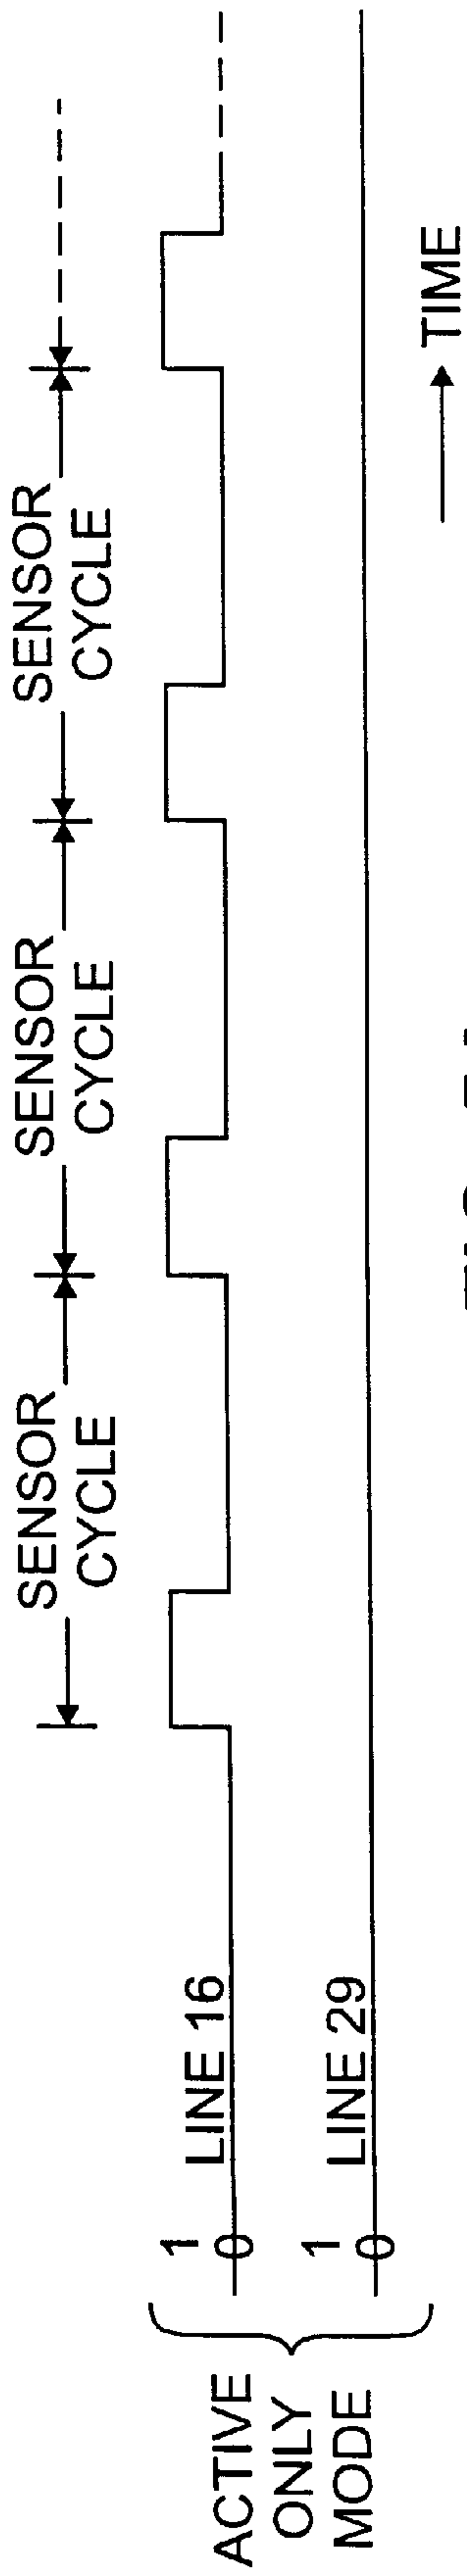 SENSOR
CYCLE
SENSOR
CYCLE
SENSOR
CYCLE
ACTIVE
ONLY
MODE
1
0
LINE 16
1
0
LINE 29
TIME